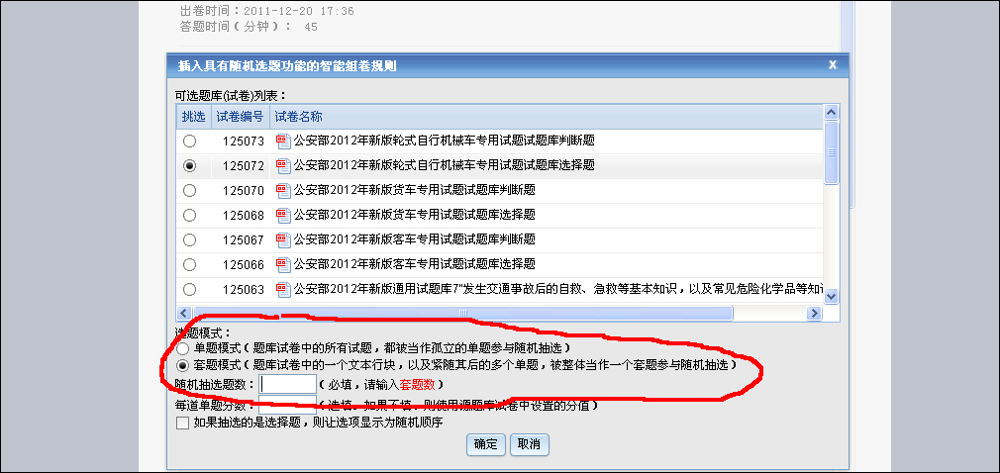 出卷时间：2011-12-20 17:36
答题时间（分钟）： 45
插入具有随机选题功能的智能组卷规则 X
可选题库(试卷)列表：
挑选 试卷编号 试卷名称
125073 公安部2012年新版轮式自行机械车专用试题试题库判断题
125072 公安部2012年新版轮式自行机械车专用试题试题库选择题
125070 公安部2012年新版货车专用试题试题库判断题
125068 公安部2012年新版货车专用试题试题库选择题
125067 公安部2012年新版客车专用试题试题库判断题
125066 公安部2012年新版客车专用试题试题库选择题
125063 公安部2012年新版通用试题库7"发生交通事故后的自救、急救等基本知识，以及常见危险化学品等知
选题模式：
单题模式（题库试卷中的所有试题，都被当作孤立的单题参与随机抽选）
套题模式（题库试卷中的一个文本行块，以及紧随其后的多个单题，被整体当作一个套题参与随机抽选）
随机抽选题数：（必填，请输入套题数）
每道单题分数：（选填。如果不填，则使用源题库试卷中设置的分值）
如果抽选的是选择题，则让选项显示为随机顺序
确定 取消